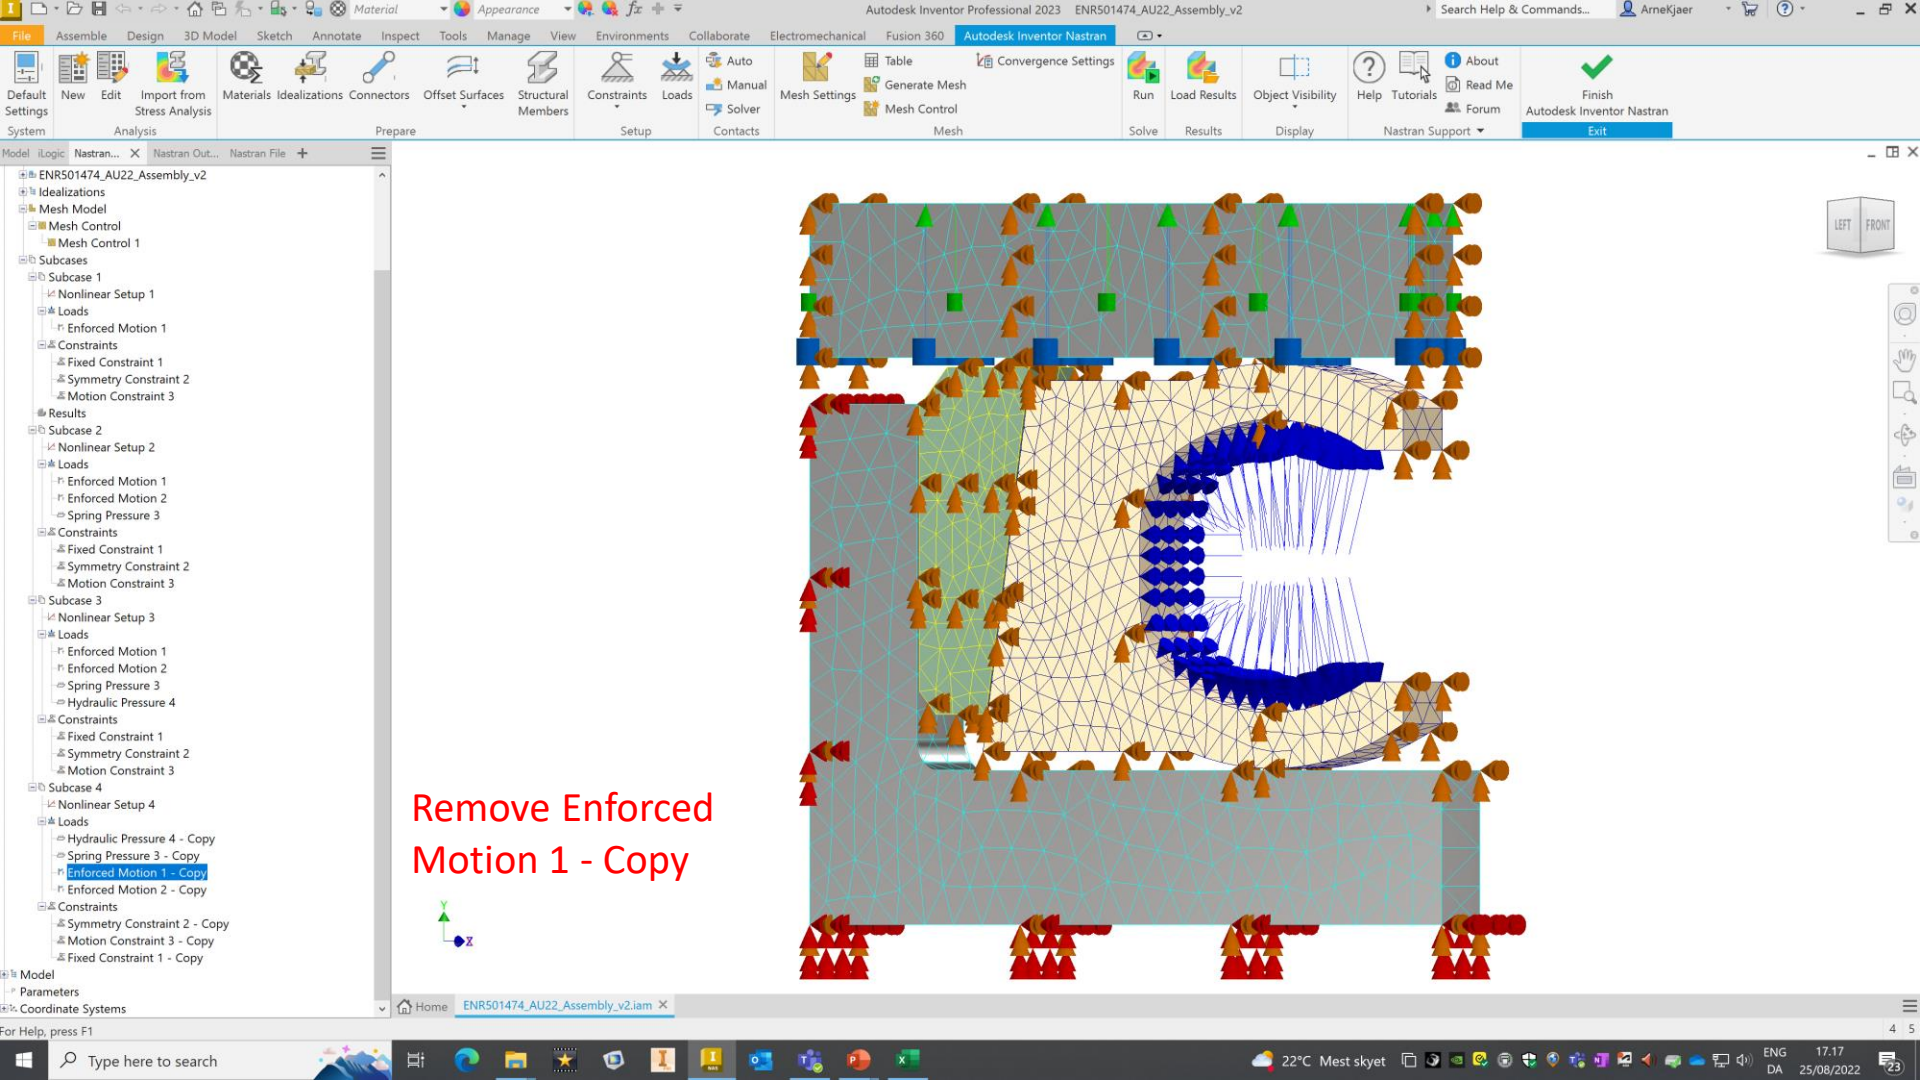 Material
Appearance
Autodesk Inventor Professional 2023 ENR501474_AU22_Assembly_v2
Search Help & Commands...
ArneKjaer
File Assemble Design 3D Model Sketch Annotate Inspect Tools Manage View Environments Collaborate Electromechanical Fusion 360 Autodesk Inventor Nastran
Default Settings
New
Edit
Import from Stress Analysis
Materials
Idealizations
Connectors
Offset Surfaces
Structural Members
Constraints
Loads
Auto
Manual
Solver
Mesh Settings
Table
Generate Mesh
Mesh Control
Convergence Settings
Run
Load Results
Object Visibility
Help
Tutorials
About
Read Me
Forum
Finish
Autodesk Inventor Nastran
System Analysis Prepare Setup Contacts Mesh Solve Results Display Nastran Support Exit
Model iLogic Nastran... X Nastran Out... Nastran File +
ENR501474_AU22_Assembly_v2
Idealizations
Mesh Model
Mesh Control
Mesh Control 1
Subcases
Subcase 1
Nonlinear Setup 1
Loads
Enforced Motion 1
Constraints
Fixed Constraint 1
Symmetry Constraint 2
Motion Constraint 3
Results
Subcase 2
Nonlinear Setup 2
Loads
Enforced Motion 1
Enforced Motion 2
Spring Pressure 3
Constraints
Fixed Constraint 1
Symmetry Constraint 2
Motion Constraint 3
Subcase 3
Nonlinear Setup 3
Loads
Enforced Motion 1
Enforced Motion 2
Spring Pressure 3
Hydraulic Pressure 4
Constraints
Fixed Constraint 1
Symmetry Constraint 2
Motion Constraint 3
Subcase 4
Nonlinear Setup 4
Loads
Hydraulic Pressure 4 - Copy
Spring Pressure 3 - Copy
Enforced Motion 1 - Copy
Enforced Motion 2 - Copy
Constraints
Symmetry Constraint 2 - Copy
Motion Constraint 3 - Copy
Fixed Constraint 1 - Copy
Model
Parameters
Coordinate Systems
LEFT FRONT
Remove Enforced
Motion 1 - Copy
Y
X
Home ENR501474_AU22_Assembly_v2.iam X
For Help, press F1
4 5
Type here to search
22°C Mest skyet
ENG
DA
17.17
25/08/2022
23